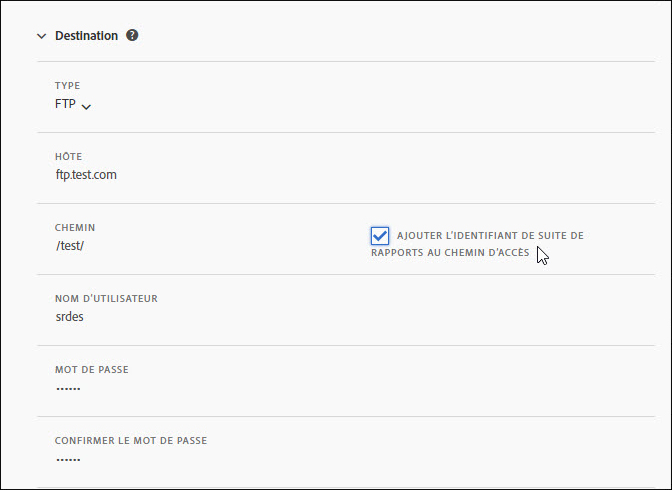 Destination ?
TYPE
FTP
HÔTE
ftp.test.com
CHEMIN
/test/
AJOUTER L'IDENTIFIANT DE SUITE DE
RAPPORTS AU CHEMIN D'ACCÈS
NOM D'UTILISATEUR
srdes
MOT DE PASSE
······
CONFIRMER LE MOT DE PASSE
······